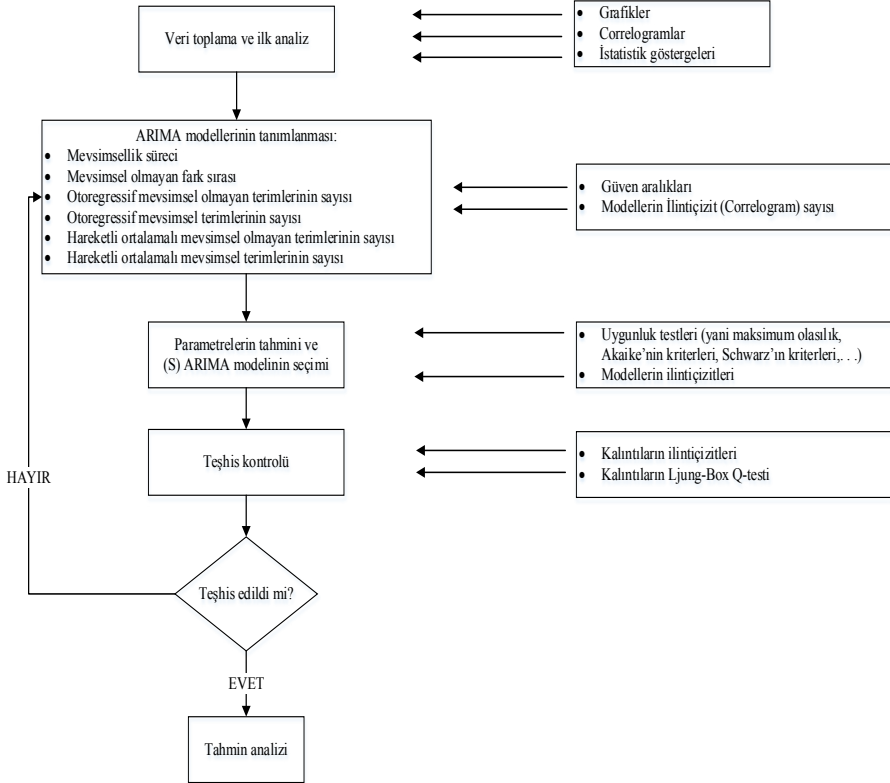 Veri toplama ve ilk analiz
• Grafikler
• Correlogramlar
• İstatistik göstergeleri
ARIMA modellerinin tanımlanması:
• Mevsimsellik süreci
• Mevsimsel olmayan fark sırası
• Otoregressif mevsimsel olmayan terimlerinin sayısı
• Otoregressif mevsimsel terimlerinin sayısı
• Hareketli ortalamalı mevsimsel olmayan terimlerinin sayısı
• Hareketli ortalamalı mevsimsel terimlerinin sayısı
• Güven aralıkları
• Modellerin İlintiçizit (Correlogram) sayısı
Parametrelerin tahmini ve
(S) ARIMA modelinin seçimi
• Uygunluk testleri (yani maksimum olasılık,
Akaike’nin kriterleri, Schwarz’ın kriterleri,. . .)
• Modellerin ilintiçizitleri
Teşhis kontrolü
• Kalıntıların ilintiçizitleri
• Kalıntıların Ljung-Box Q-testi
HAYIR
Teşhis edildi mi?
EVET
Tahmin analizi